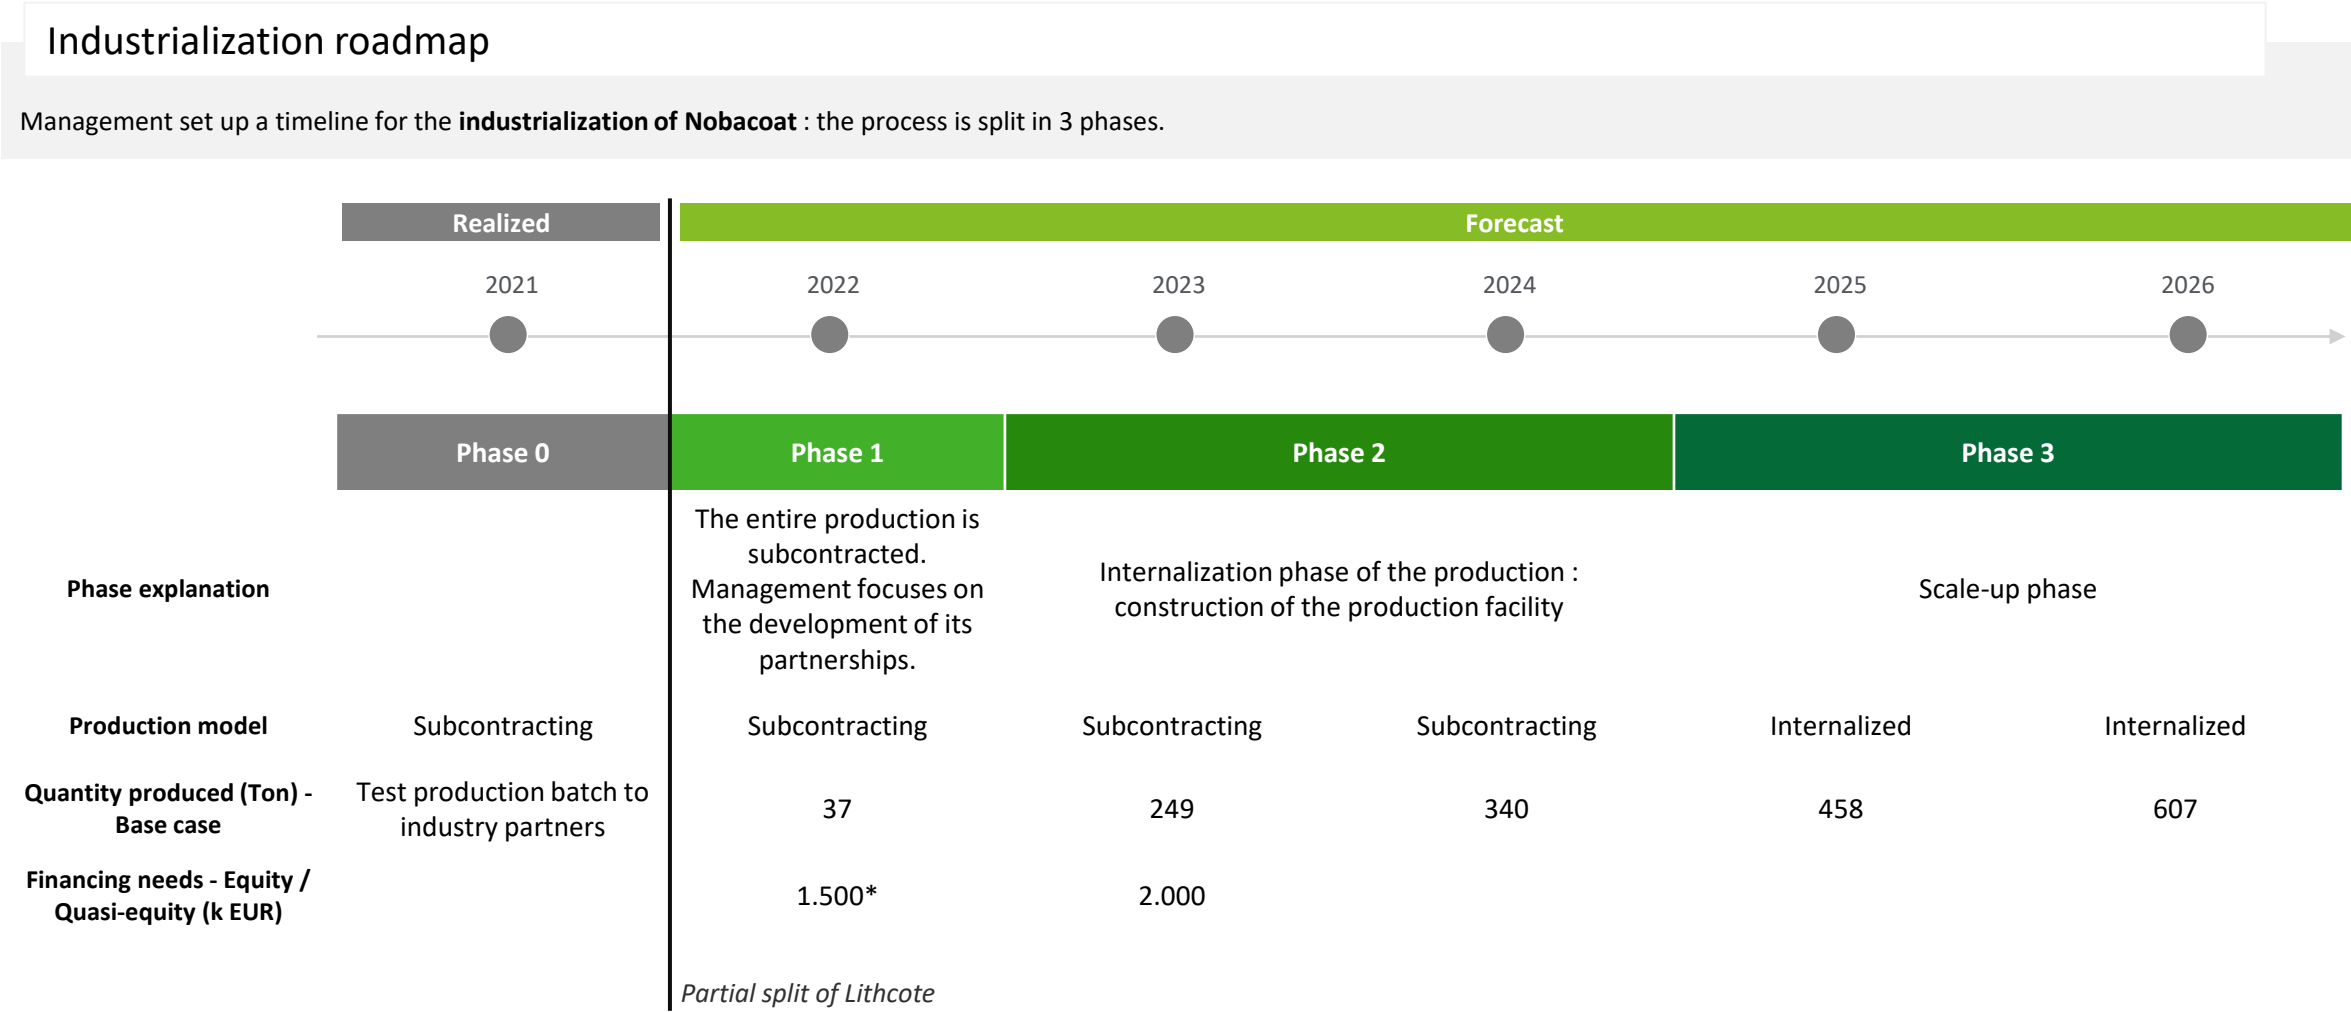 Industrialization roadmap
Management set up a timeline for the industrialization of Nobacoat : the process is split in 3 phases.
Realized
Forecast
2021
2022
2023
2024
2025
2026
Phase 0
Phase 1
Phase 2
Phase 3
Phase explanation
The entire production is
subcontracted.
Management focuses on
the development of its
partnerships.
Internalization phase of the production :
construction of the production facility
Scale-up phase
Production model
Subcontracting
Subcontracting
Subcontracting
Subcontracting
Internalized
Internalized
Quantity produced (Ton) -
Base case
Test production batch to
industry partners
37
249
340
458
607
Financing needs - Equity /
Quasi-equity (k EUR)
1.500*
2.000
Partial split of Lithcote